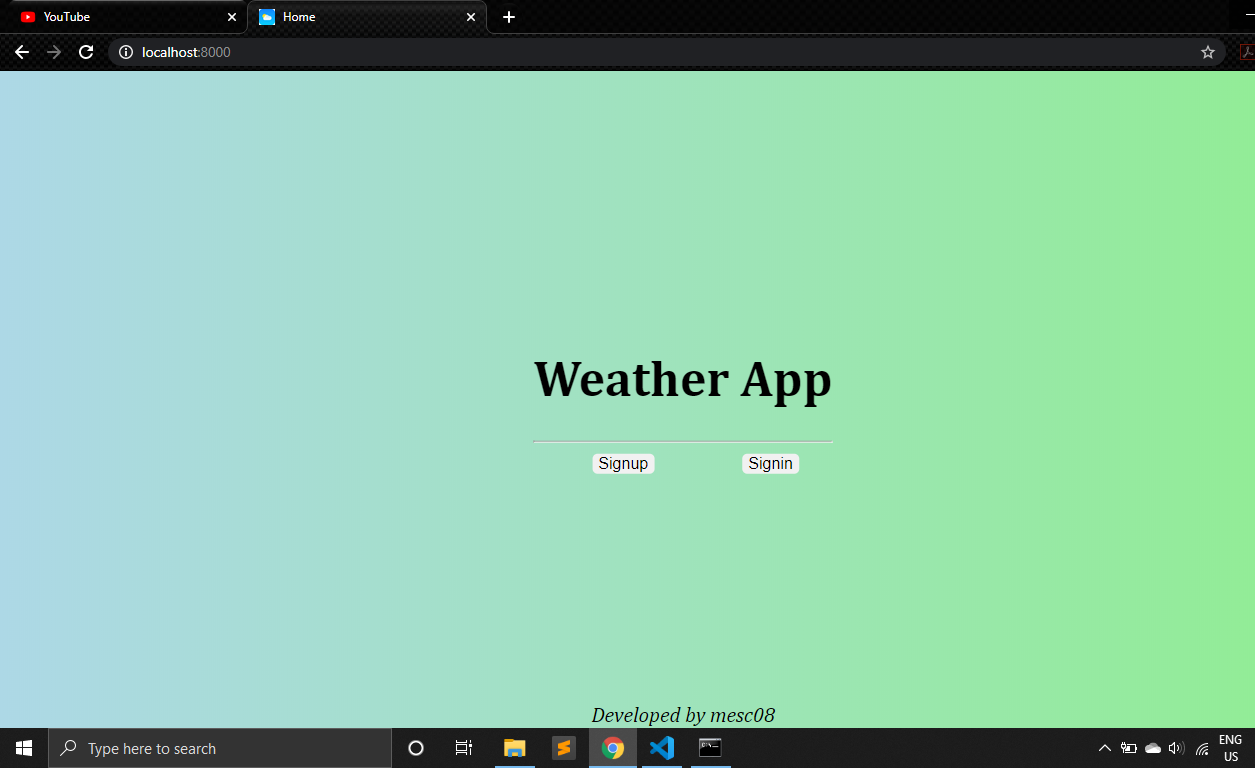 YouTube
Home
localhost:8000
Weather App
Signup
Signin
Developed by mesc08
Type here to search
ENG
US